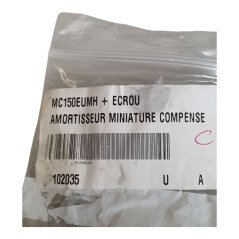 MC150EUMH + ECROU
AMORTISSEUR MINIATURE COMPENSE
C
102035 U A